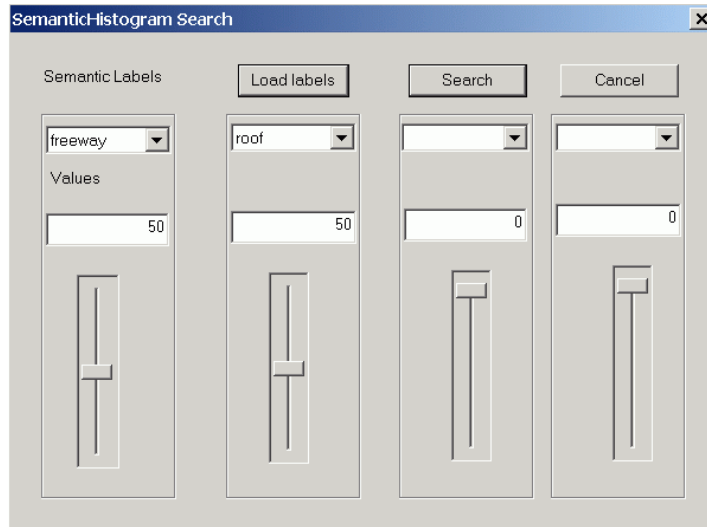 SemanticHistogram Search
Semantic Labels
Load labels
Search
Cancel
freeway
roof
Values
50
50
0
0